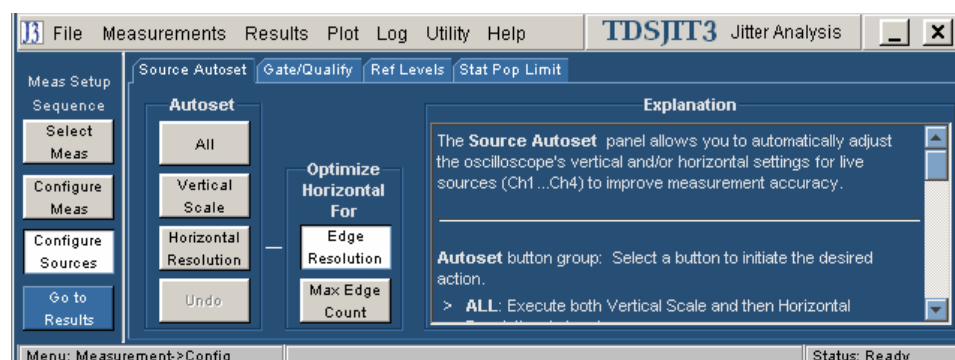 J3 File Measurements Results Plot Log Utility Help TDSJIT3 Jitter Analysis
Source Autoset Gate/Qualify Ref Levels Stat Pop Limit
Meas Setup
Sequence
Select
Meas
Configure
Meas
Configure
Sources
Go to
Results
Autoset
All
Vertical
Scale
Horizontal
Resolution
Undo
Optimize
Horizontal
For
Edge
Resolution
Max Edge
Count
Explanation
The Source Autoset panel allows you to automatically adjust
the oscilloscope's vertical and/or horizontal settings for live
sources (Ch1...Ch4) to improve measurement accuracy.
Autoset button group: Select a button to initiate the desired
action.
> ALL: Execute both Vertical Scale and then Horizontal
Menu: Measurement->Config Status: Ready